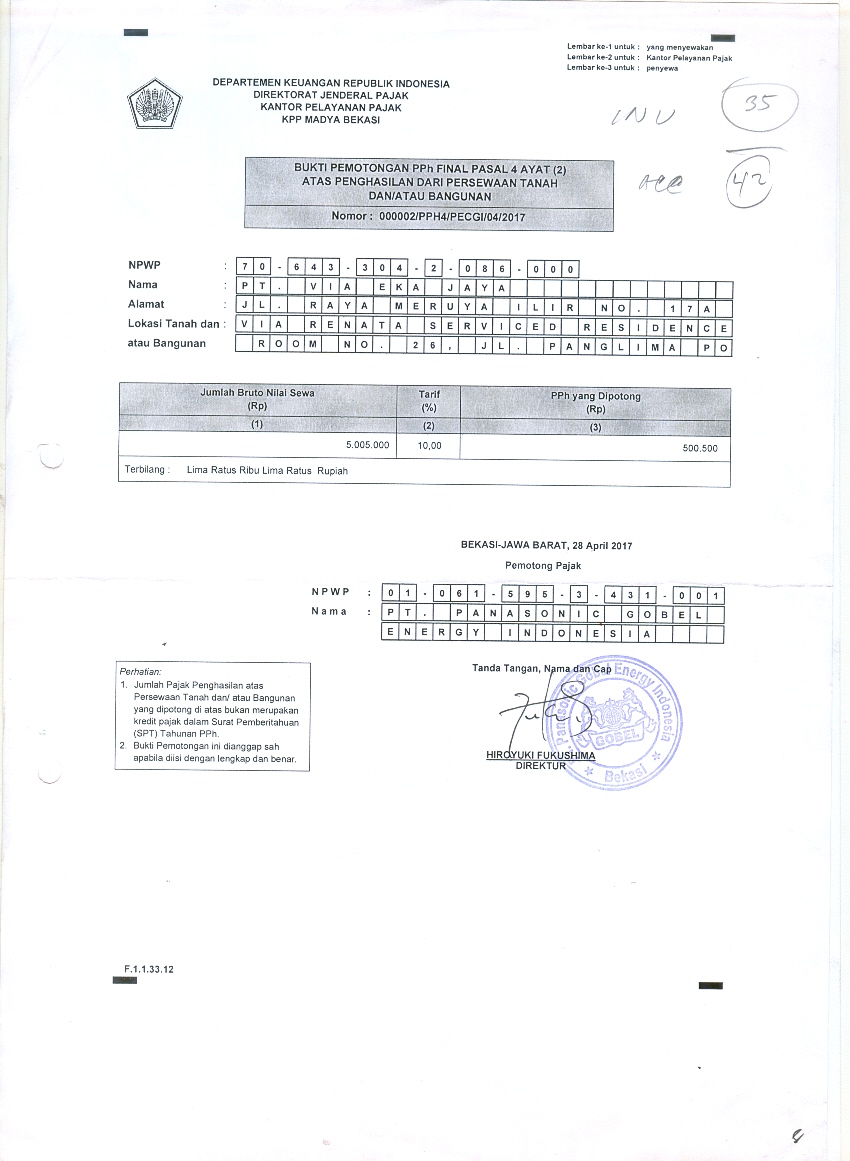 Lembar ke-1 untuk : yang menyewakan
Lembar ke-2 untuk : Kantor Pelayanan Pajak
Lembar ke-3 untuk : penyewa
DEPARTEMEN KEUANGAN REPUBLIK INDONESIA
DIREKTORAT JENDERAL PAJAK
KANTOR PELAYANAN PAJAK
KPP MADYA BEKASI
INV 35
ACC 42
BUKTI PEMOTONGAN PPh FINAL PASAL 4 AYAT (2)
ATAS PENGHASILAN DARI PERSEWAAN TANAH
DAN/ATAU BANGUNAN
Nomor : 000002/PPH4/PECGI/04/2017
NPWP : 70-643-304-2-086-000
Nama : PT. VIA EKA JAYA
Alamat : JL. RAYA MERUYA ILIR NO. 17A
Lokasi Tanah dan : VIA RENATA SERVICED RESIDENCE
atau Bangunan ROOM NO. 26, JL. PANGLIMA PO
Jumlah Bruto Nilai Sewa (Rp) Tarif (%) PPh yang Dipotong (Rp)
(1) (2) (3)
5.005.000 10,00 500,500
Terbilang : Lima Ratus Ribu Lima Ratus Rupiah
BEKASI-JAWA BARAT, 28 April 2017
Pemotong Pajak
NPWP : 01-061-595-3-431-001
Nama : PT. PANASONIC GOBEL
ENERGY INDONESIA
Perhatian:
1. Jumlah Pajak Penghasilan atas
Persewaan Tanah dan/ atau Bangunan
yang dipotong di atas bukan merupakan
kredit pajak dalam Surat Pemberitahuan
(SPT) Tahunan PPh.
2. Bukti Pemotongan ini dianggap sah
apabila diisi dengan lengkap dan benar.
Tanda Tangan, Nama dan Cap
Panasonic Gobel Energy Indonesia
GOBEL
Bekasi
HIROYUKI FUKUSHIMA
DIREKTUR
F.1.1.33.12